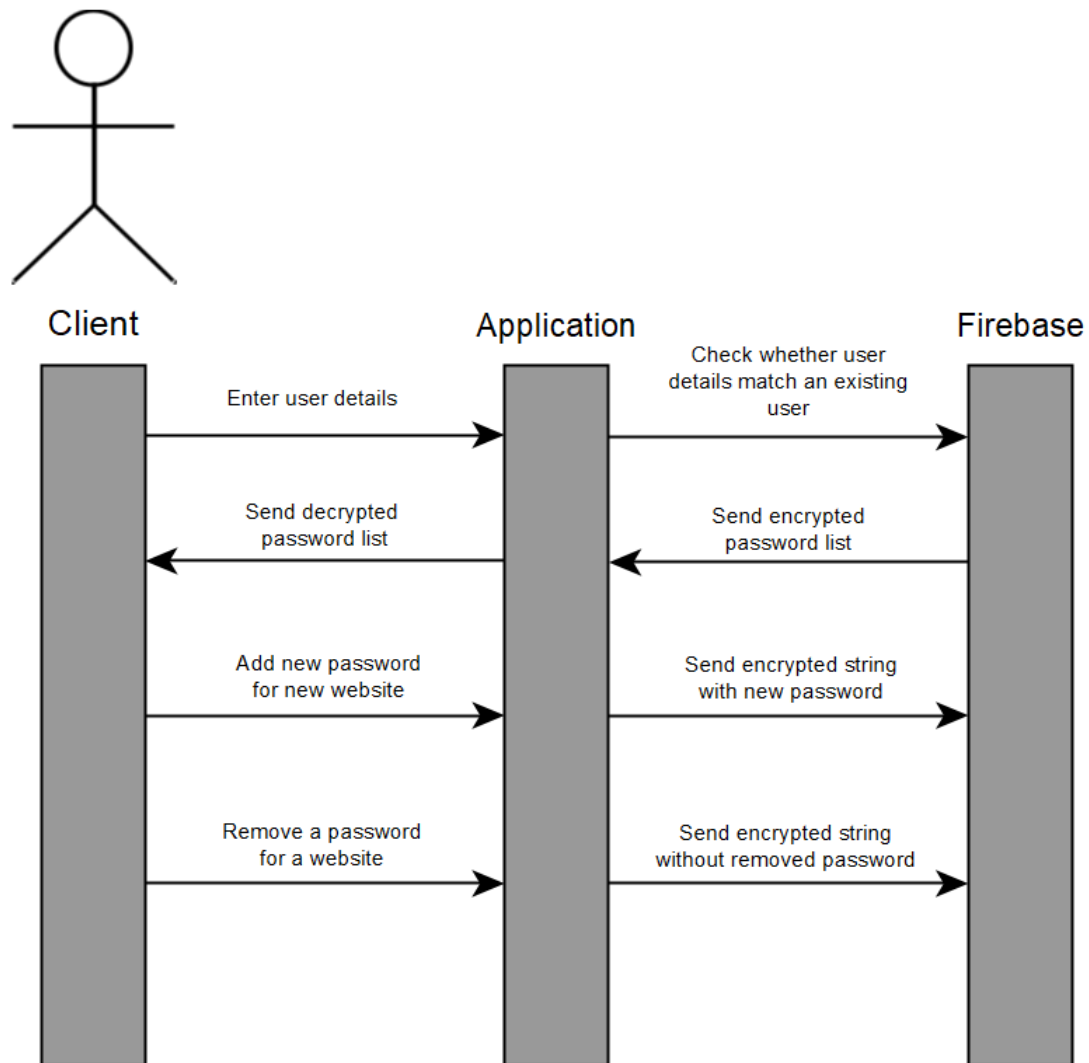 Client
Application
Firebase
Enter user details
Check whether user
details match an existing
user
Send decrypted
password list
Send encrypted
password list
Add new password
for new website
Send encrypted string
with new password
Remove a password
for a website
Send encrypted string
without removed password